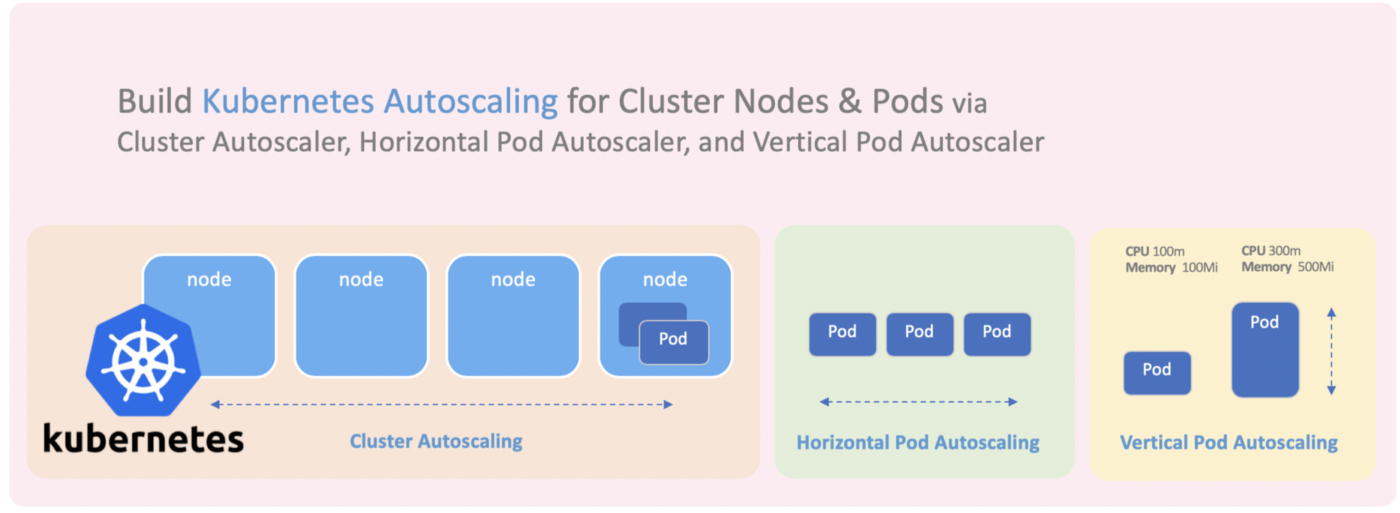 Build Kubernetes Autoscaling for Cluster Nodes & Pods via
Cluster Autoscaler, Horizontal Pod Autoscaler, and Vertical Pod Autoscaler
node
node
node
node
Pod
kubernetes
Cluster Autoscaling
Pod
Pod
Pod
Horizontal Pod Autoscaling
CPU 100m
Memory 100Mi
CPU 300m
Memory 500Mi
Pod
Pod
Vertical Pod Autoscaling